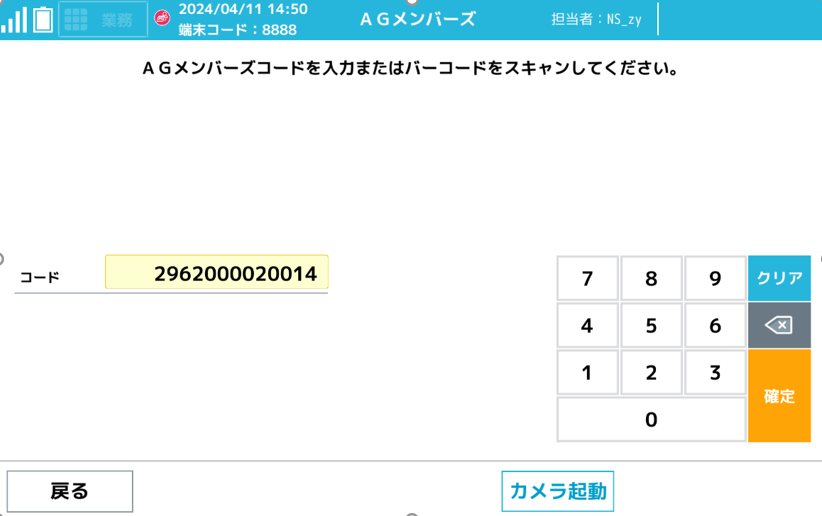 業務
2024/04/11 14:50
端末コード：8888
ＡＧメンバーズ
担当者：NS_zy
ＡＧメンバーズコードを入力またはバーコードをスキャンしてください。
コード
2962000020014
7 8 9 クリア
4 5 6
1 2 3
確定
0
戻る
カメラ起動